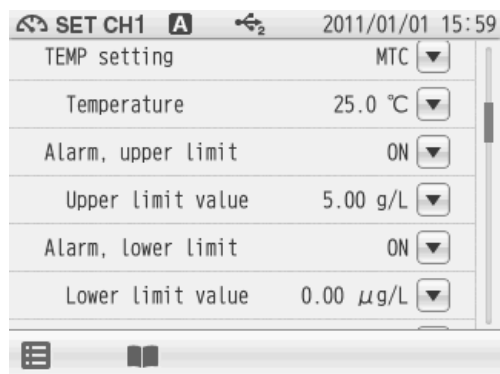 SET CH1 A 2 2011/01/01 15:59
TEMP setting MTC
Temperature 25.0 ℃
Alarm, upper limit ON
Upper limit value 5.00 g/L
Alarm, lower limit ON
Lower limit value 0.00 μg/L